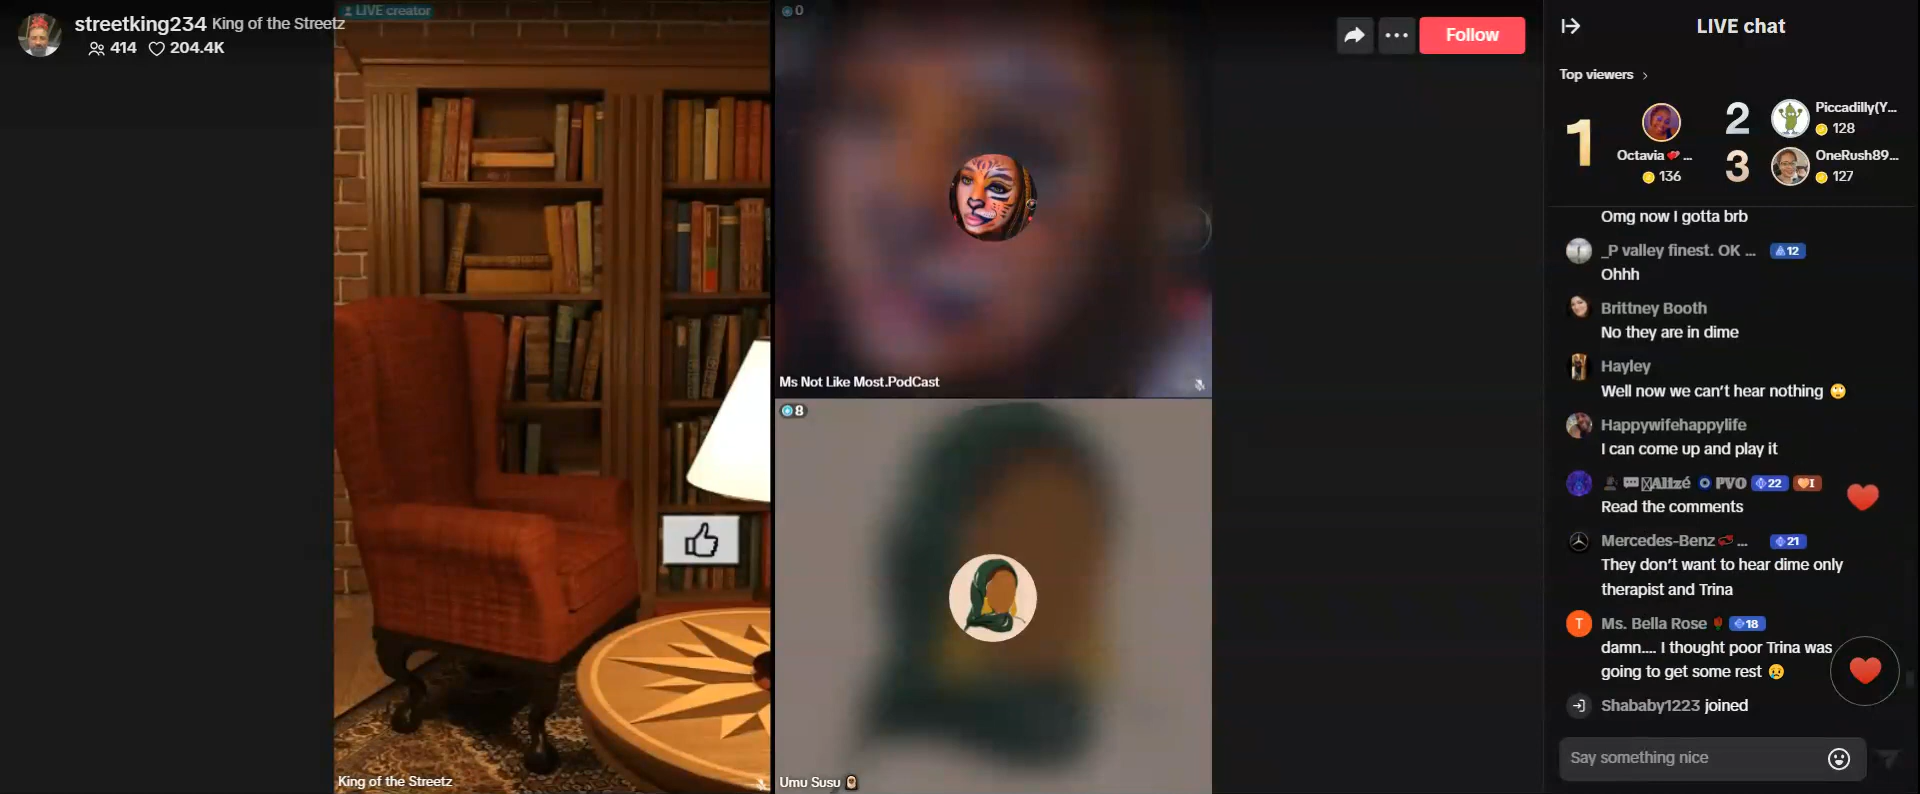 streetking234 King of the Streetz
414 204.4K
LIVE creator
King of the Streetz
0
Ms Not Like Most.PodCast
8
Umu Susu
Follow
LIVE chat
Top viewers
1
Octavia ...
136
2
Piccadilly(Y...
128
3
OneRush89...
127
Omg now I gotta brb
_P valley finest. OK ... 12
Ohhh
Brittney Booth
No they are in dime
Hayley
Well now we can't hear nothing 🙄
Happywifehappylife
I can come up and play it
Alizé PVO 22 I
Read the comments
Mercedes-Benz ... 21
They don't want to hear dime only
therapist and Trina
T
Ms. Bella Rose 🌹 18
damn.... I thought poor Trina was
going to get some rest 😢
Shababy1223 joined
Say something nice